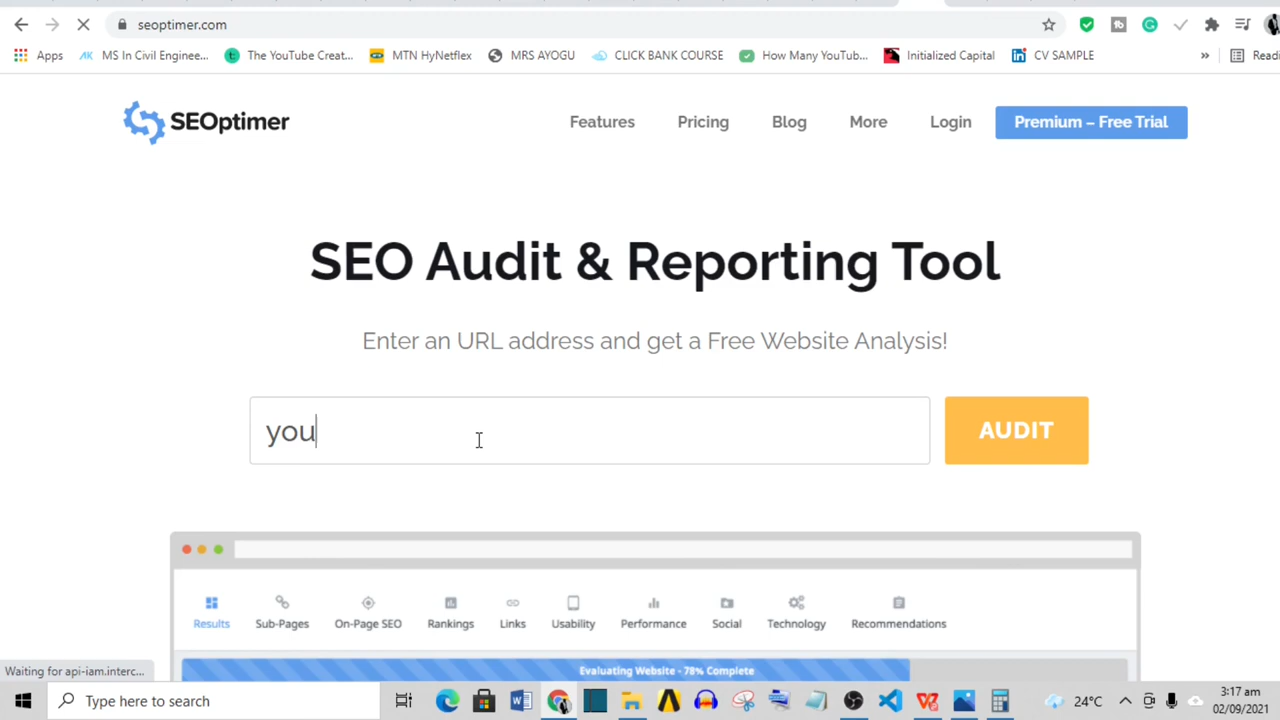 seoptimer.com
Apps
MS In Civil Enginee...
The YouTube Creat...
MTN HyNetflex
MRS AYOGU
CLICK BANK COURSE
How Many YouTub...
Initialized Capital
CV SAMPLE
»
Readi
SEOptimer
Features
Pricing
Blog
More
Login
Premium – Free Trial
SEO Audit & Reporting Tool
Enter an URL address and get a Free Website Analysis!
you
AUDIT
Results
Sub-Pages
On-Page SEO
Rankings
Links
Usability
Performance
Social
Technology
Recommendations
Evaluating Website - 78% Complete
Waiting for api-iam.interc...
Type here to search
24°C
3:17 am
02/09/2021